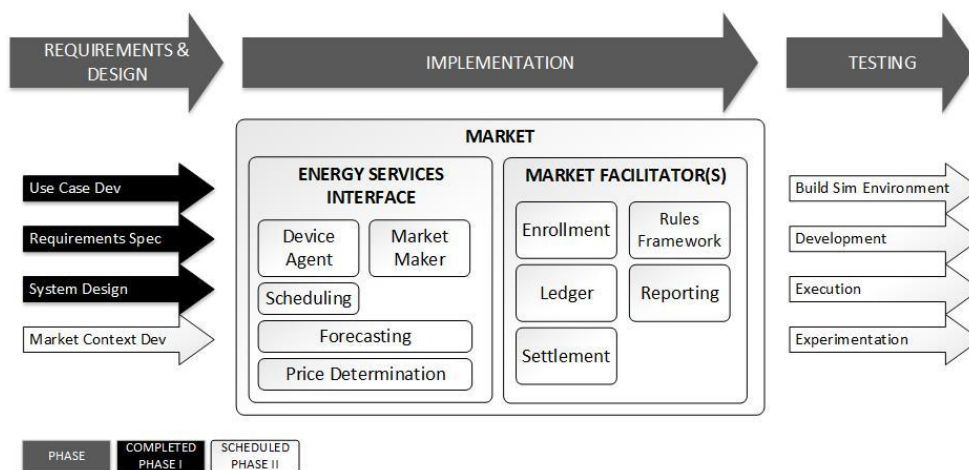 REQUIREMENTS &
DESIGN
IMPLEMENTATION
TESTING
MARKET
Use Case Dev
Requirements Spec
System Design
Market Context Dev
ENERGY SERVICES
INTERFACE
Device
Agent
Market
Maker
Scheduling
Forecasting
Price Determination
MARKET FACILITATOR(S)
Enrollment
Rules
Framework
Ledger
Reporting
Settlement
Build Sim Environment
Development
Execution
Experimentation
PHASE
COMPLETED
PHASE I
SCHEDULED
PHASE II